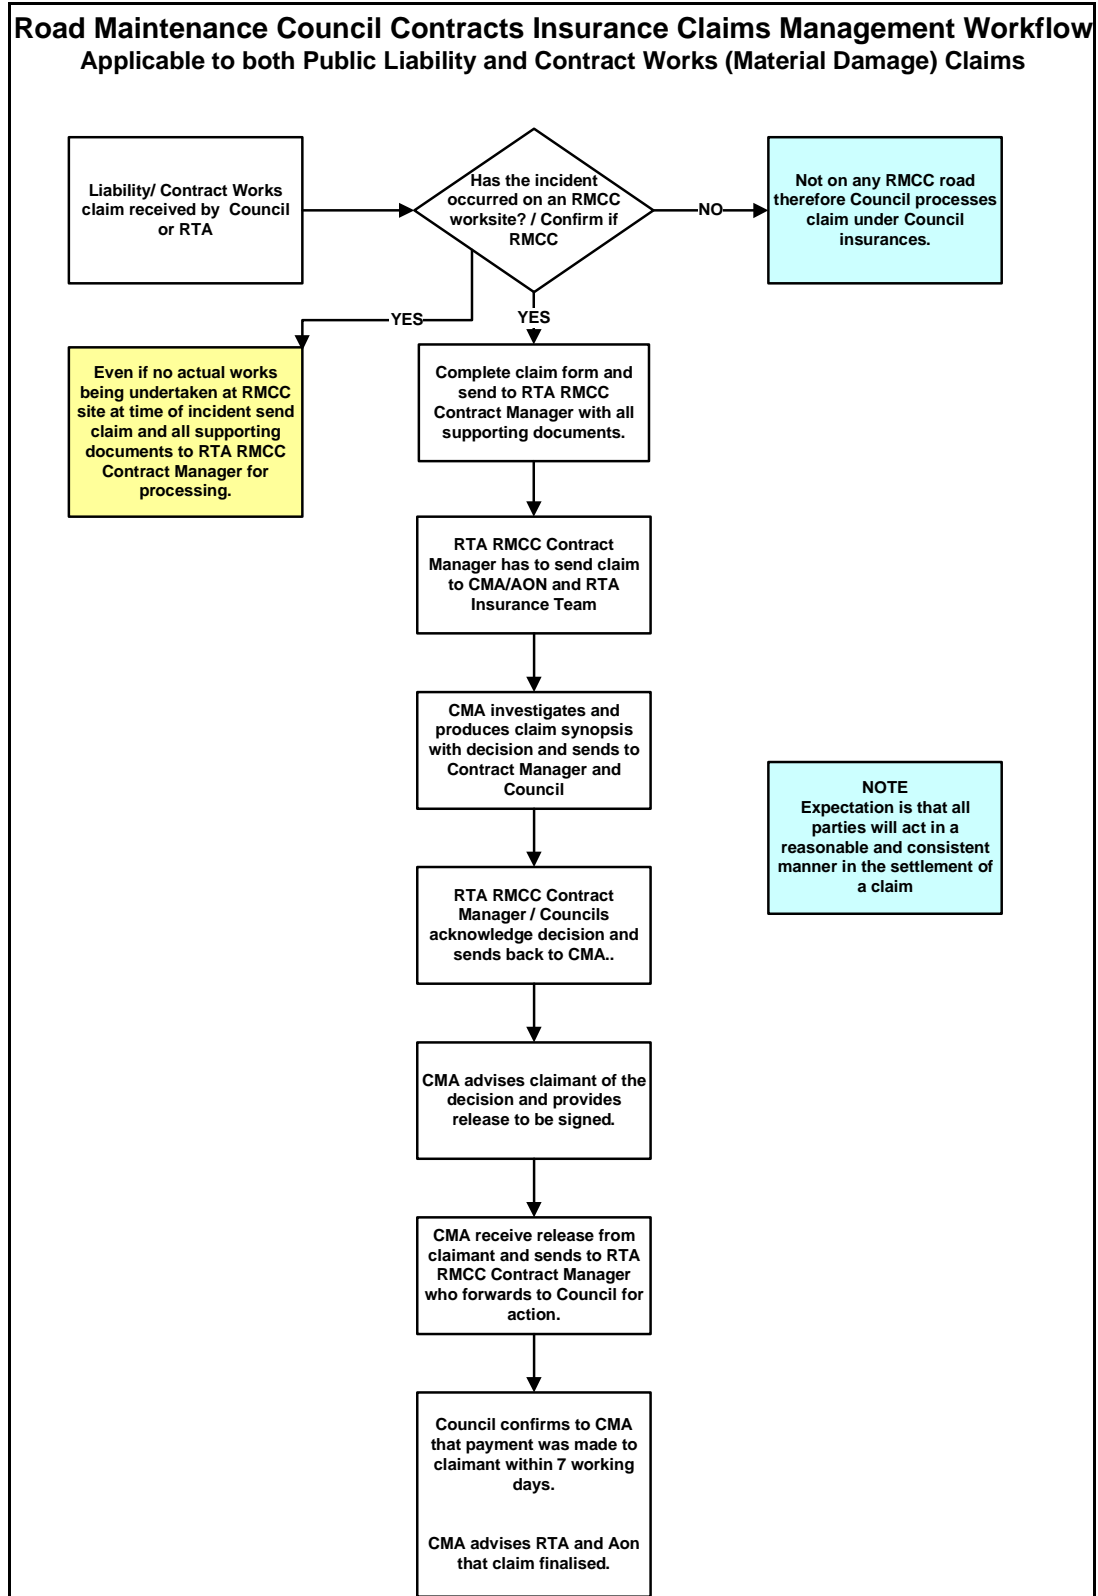 Road Maintenance Council Contracts Insurance Claims Management Workflow
Applicable to both Public Liability and Contract Works (Material Damage) Claims
Liability/ Contract Works
claim received by  Council
or RTA
Has the incident
occurred on an RMCC
worksite? / Confirm if
RMCC
NO
Not on any RMCC road
therefore Council processes
claim under Council
insurances.
YES
YES
Even if no actual works
being undertaken at RMCC
site at time of incident send
claim and all supporting
documents to RTA RMCC
Contract Manager for
processing.
Complete claim form and
send to RTA RMCC
Contract Manager with all
supporting documents.
RTA RMCC Contract
Manager has to send claim
to CMA/AON and RTA
Insurance Team
CMA investigates and
produces claim synopsis
with decision and sends to
Contract Manager and
Council
NOTE
Expectation is that all
parties will act in a
reasonable and consistent
manner in the settlement of
a claim
RTA RMCC Contract
Manager / Councils
acknowledge decision and
sends back to CMA..
CMA advises claimant of the
decision and provides
release to be signed.
CMA receive release from
claimant and sends to RTA
RMCC Contract Manager
who forwards to Council for
action.
Council confirms to CMA
that payment was made to
claimant within 7 working
days.
CMA advises RTA and Aon
that claim finalised.